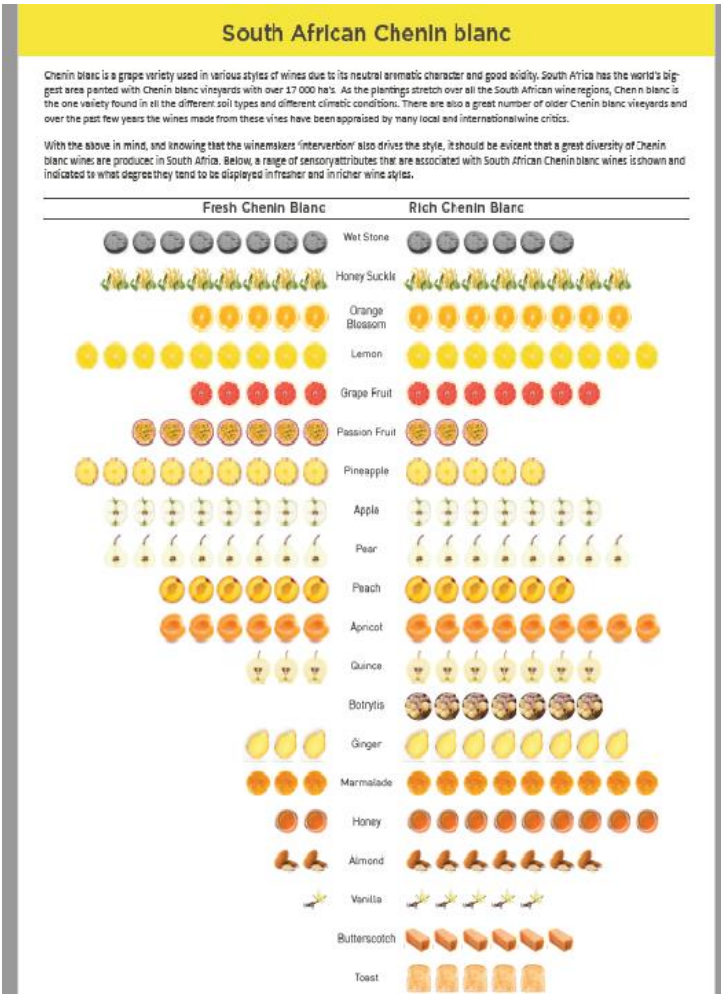 South African Chenin blanc
Chenin blanc is a grape variety used in various styles of wines due to its neutral aromatic character and good acidity. South Africa has the world's big-
gest area panted with Chenin blanc vineyards with over 17 000 ha's. As the plantings stretch over all the South African wine regions, Chenin blanc is
the one variety found in all the different soil types and different climatic conditions. There are also a great number of older Chenin blanc vineyards and
over the past few years the wines made from these vines have been appraised by many local and international wine critics.
With the above in mind, and knowing that the winemakers 'intervention' also drives the style, it should be evicent that a great diversity of Chenin
blanc wines are produced in South Africa. Below, a range of sensory attributes that are associated with South African Chenin blanc wines is shown and
indicated to what degree they tend to be displayed in fresher and in richer wine styles.
Fresh Chenin Blanc Rich Chenin Blanc
Wet Stone
Honey Suckle
Orange
Blossom
Lemon
Grape Fruit
Passion Fruit
Pineapple
Apple
Pear
Peach
Apricot
Quince
Botrytis
Ginger
Marmalade
Honey
Almond
Vanilla
Butterscotch
Toast